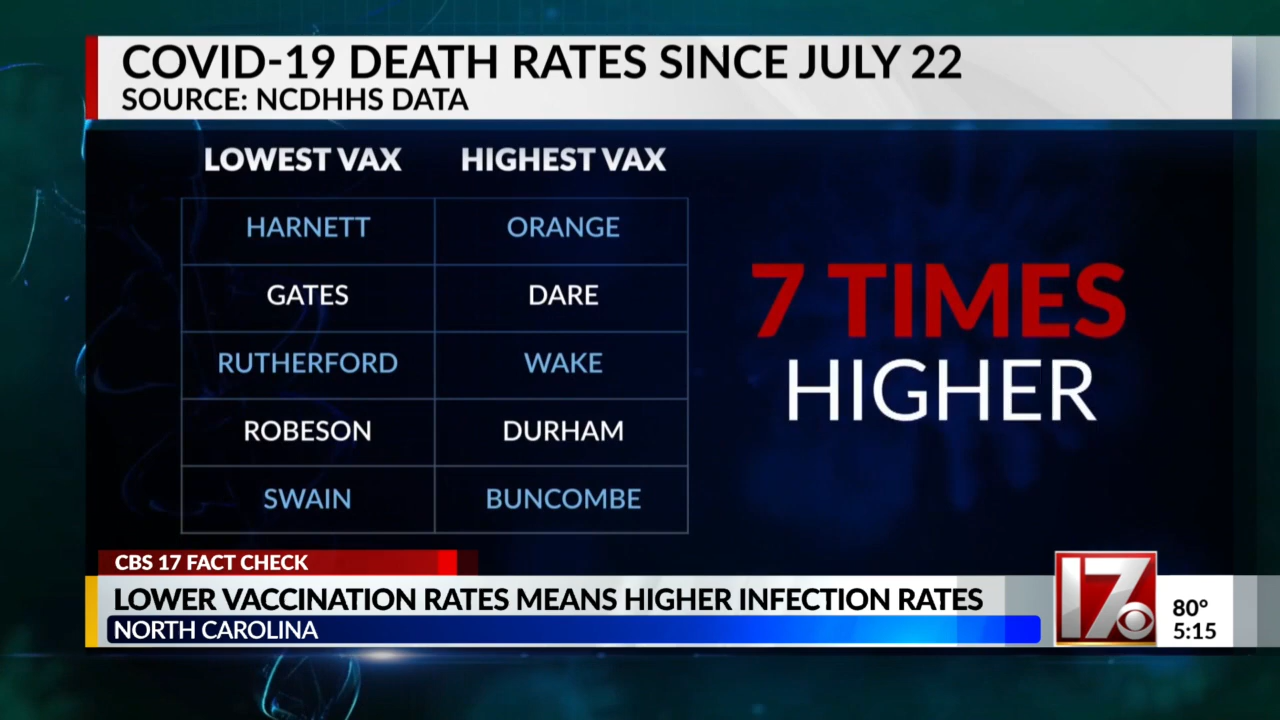 COVID-19 DEATH RATES SINCE JULY 22
SOURCE: NCDHHS DATA
LOWEST VAX HIGHEST VAX
HARNETT ORANGE
GATES DARE
RUTHERFORD WAKE
ROBESON DURHAM
SWAIN BUNCOMBE
7 TIMES
HIGHER
CBS 17 FACT CHECK
LOWER VACCINATION RATES MEANS HIGHER INFECTION RATES
NORTH CAROLINA
17
80°
5:15